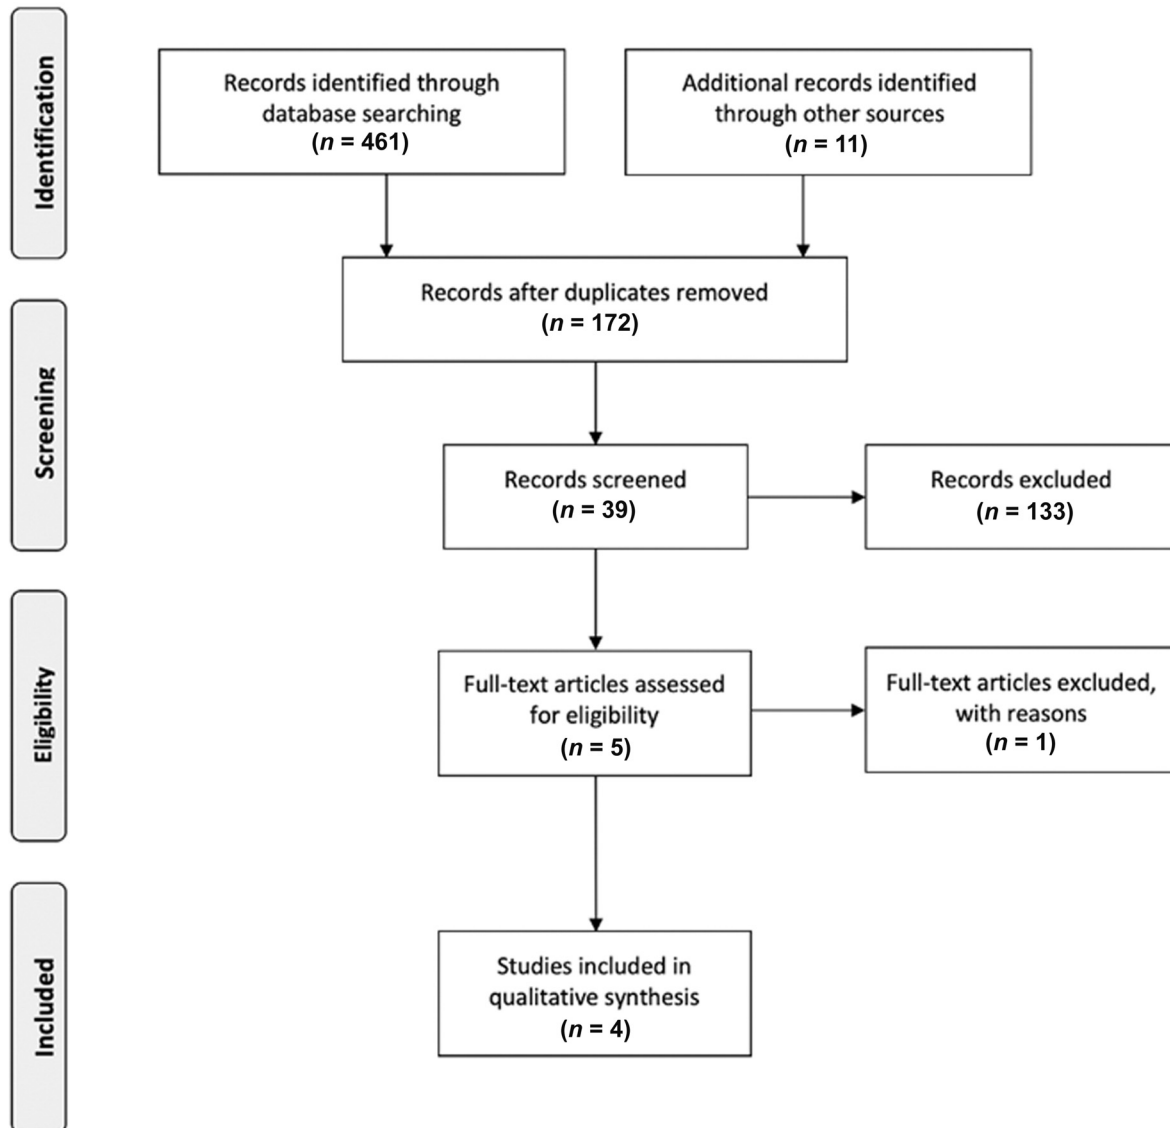 Identification
Records identified through
database searching
(n = 461)
Additional records identified
through other sources
(n = 11)
Records after duplicates removed
(n = 172)
Screening
Records screened
(n = 39)
Records excluded
(n = 133)
Eligibility
Full-text articles assessed
for eligibility
(n = 5)
Full-text articles excluded,
with reasons
(n = 1)
Included
Studies included in
qualitative synthesis
(n = 4)